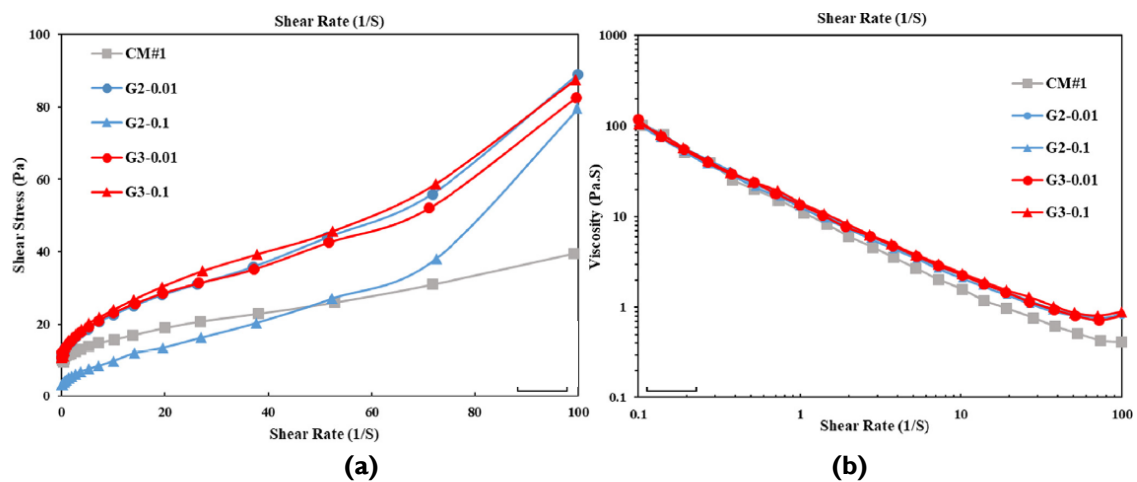 Shear Rate (1/S)
100
80
60
40
20
0
Shear Stress (Pa)
CM#1
G2-0.01
G2-0.1
G3-0.01
G3-0.1
0 20 40 60 80 100
Shear Rate (1/S)
(a)
Shear Rate (1/S)
1000
100
10
1
0.1
Viscosity (Pa.S)
CM#1
G2-0.01
G2-0.1
G3-0.01
G3-0.1
0.1 1 10 100
Shear Rate (1/S)
(b)